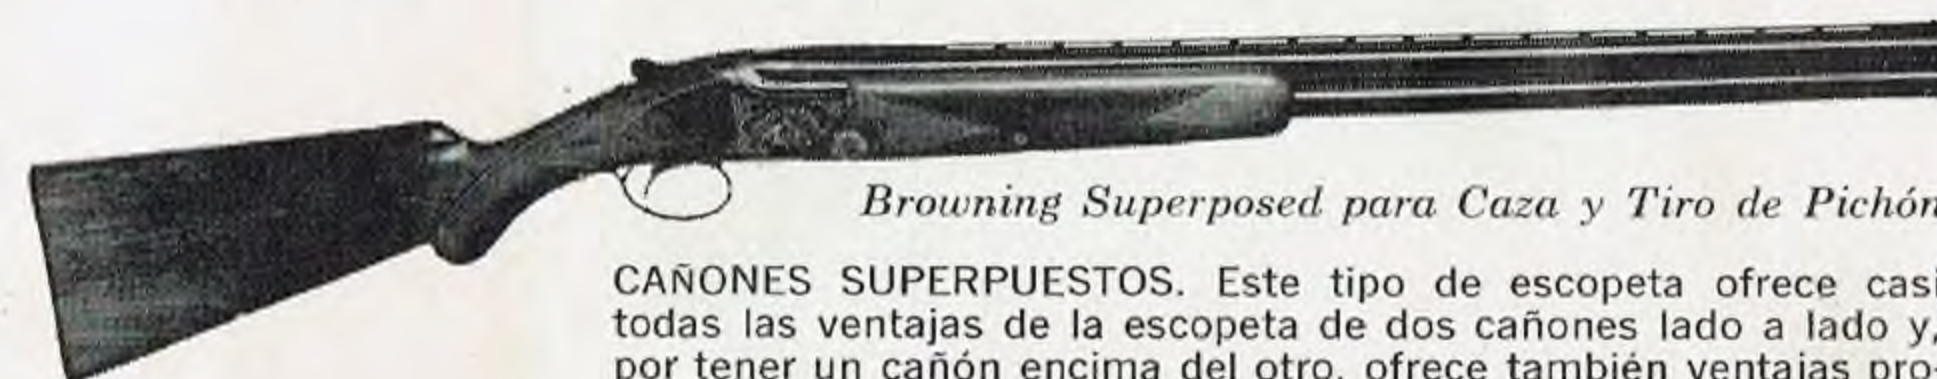 Browning Superposed para Caza y Tiro de Pichón
CAÑONES SUPERPUESTOS. Este tipo de escopeta ofrece casi
todas las ventajas de la escopeta de dos cañones lado a lado y,
por tener un cañón encima del otro, ofrece también ventajas pro-